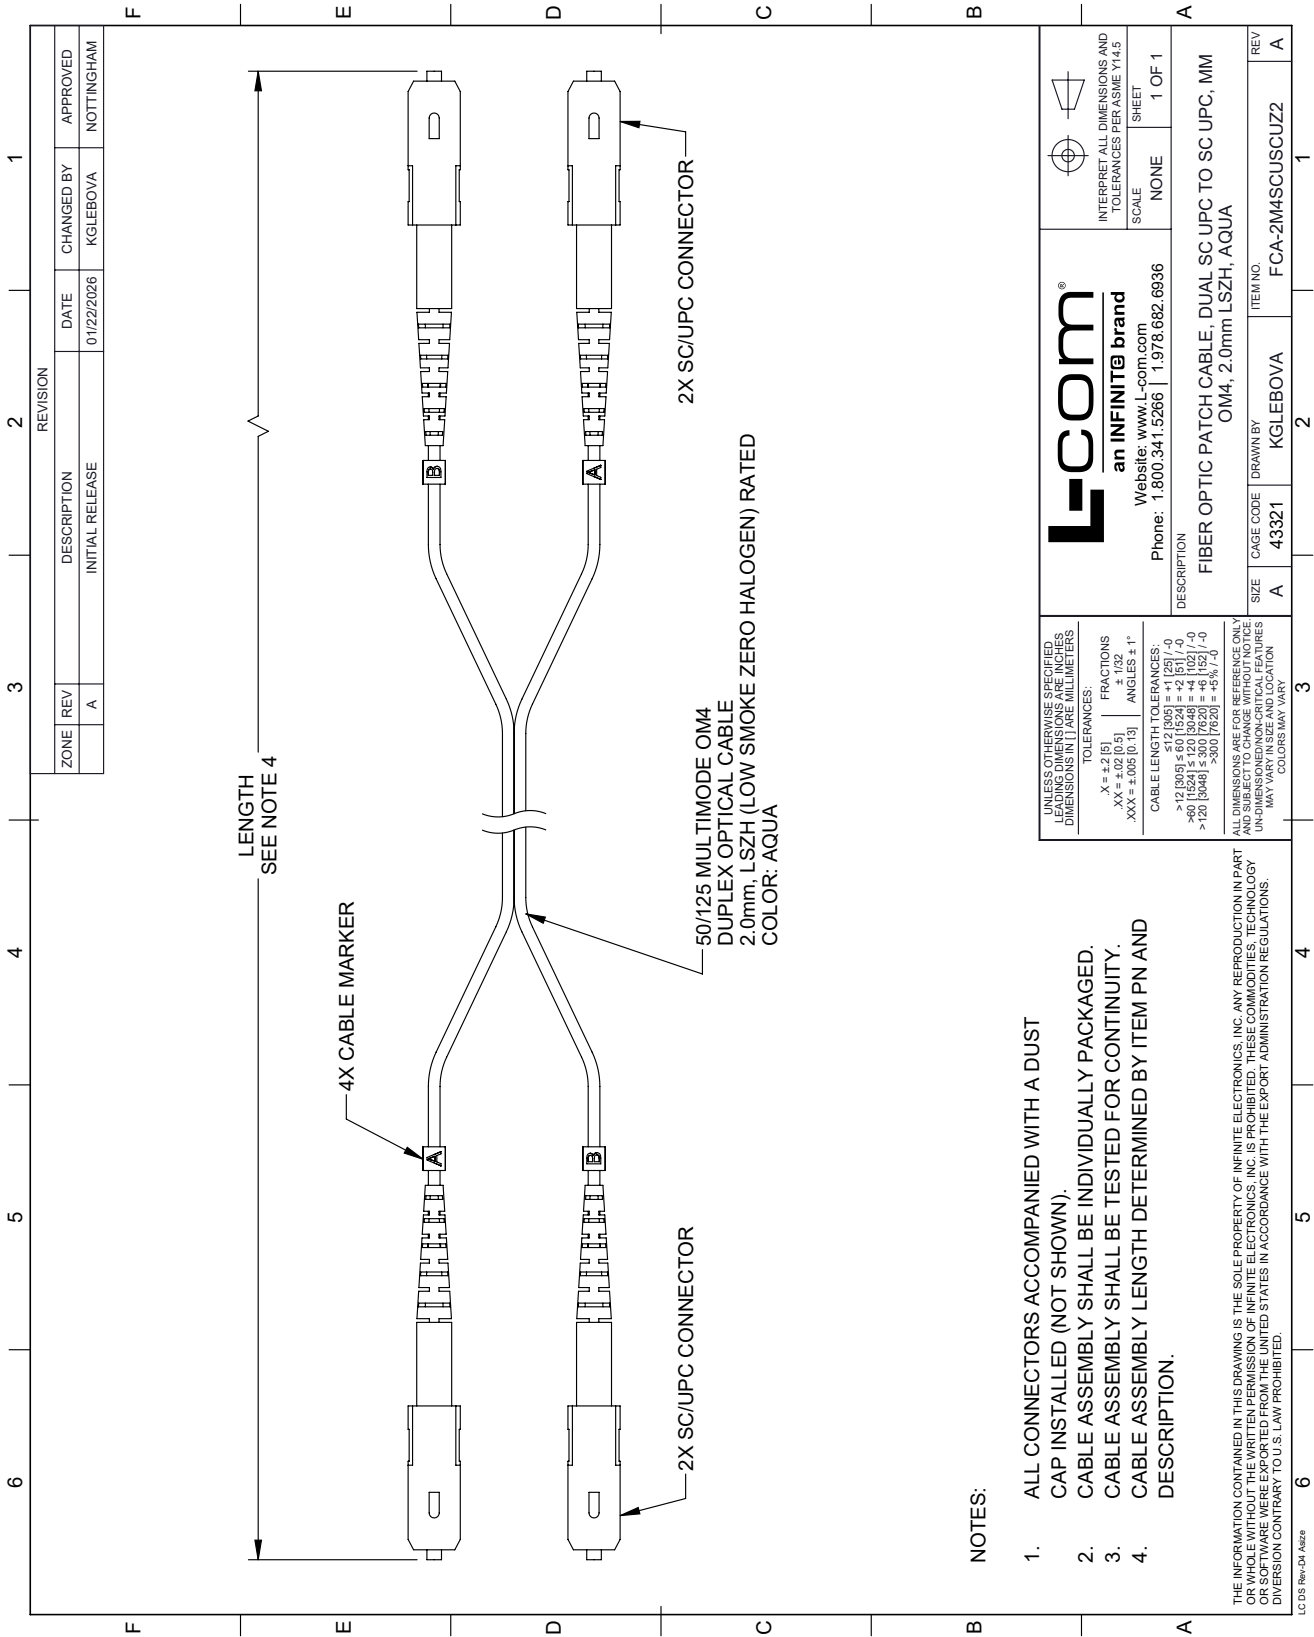 6
5
4
3
2
1
F
E
D
C
B
A
REVISION
ZONE
REV
DESCRIPTION
DATE
CHANGED BY
APPROVED
A
INITIAL RELEASE
01/22/2026
KGLEBOVA
NOTTINGHAM
LENGTH
SEE NOTE 4
4X CABLE MARKER
A
B
B
A
2X SC/UPC CONNECTOR
2X SC/UPC CONNECTOR
50/125 MULTIMODE OM4
DUPLEX OPTICAL CABLE
2.0mm, LSZH (LOW SMOKE ZERO HALOGEN) RATED
COLOR: AQUA
NOTES:
1. ALL CONNECTORS ACCOMPANIED WITH A DUST
CAP INSTALLED (NOT SHOWN).
2. CABLE ASSEMBLY SHALL BE INDIVIDUALLY PACKAGED.
3. CABLE ASSEMBLY SHALL BE TESTED FOR CONTINUITY.
4. CABLE ASSEMBLY LENGTH DETERMINED BY ITEM PN AND
DESCRIPTION.
THE INFORMATION CONTAINED IN THIS DRAWING IS THE SOLE PROPERTY OF INFINITE ELECTRONICS, INC. ANY REPRODUCTION IN PART
OR WHOLE WITHOUT THE WRITTEN PERMISSION OF INFINITE ELECTRONICS, INC. IS PROHIBITED. THESE COMMODITIES, TECHNOLOGY
OR SOFTWARE WERE EXPORTED FROM THE UNITED STATES IN ACCORDANCE WITH THE EXPORT ADMINISTRATION REGULATIONS.
DIVERSION CONTRARY TO U.S. LAW PROHIBITED.
UNLESS OTHERWISE SPECIFIED
LEADING DIMENSIONS ARE INCHES
DIMENSIONS IN [ ] ARE MILLIMETERS
TOLERANCES:
.X = ±.2 [5]
.XX = ±.02 [0.5]
.XXX = ±.005 [0.13]
FRACTIONS
± 1/32
ANGLES ± 1°
CABLE LENGTH TOLERANCES:
≤12 [305] = +1 [25] / -0
>12 [305] ≤ 60 [1524] = +2 [51] / -0
>60 [1524] ≤ 120 [3048] = +4 [102] / -0
>120 [3048] ≤ 300 [7620] = +6 [152] / -0
>300 [7620] = +5% / -0
ALL DIMENSIONS ARE FOR REFERENCE ONLY
AND SUBJECT TO CHANGE WITHOUT NOTICE.
UN-DIMENSIONED/NON-CRITICAL FEATURES
MAY VARY IN SIZE AND LOCATION
COLORS MAY VARY
L-com®
an INFINIT® brand
Website: www.L-com.com
Phone: 1.800.341.5266 | 1.978.682.6936
INTERPRET ALL DIMENSIONS AND
TOLERANCES PER ASME Y14.5
SCALE
NONE
SHEET
1 OF 1
DESCRIPTION
FIBER OPTIC PATCH CABLE, DUAL SC UPC TO SC UPC, MM
OM4, 2.0mm LSZH, AQUA
SIZE
A
CAGE CODE
43321
DRAWN BY
KGLEBOVA
ITEM NO.
FCA-2M4SCUSCUZ2
REV
A
F
E
D
C
B
A
6
5
4
3
2
1
LC DS Rev-D4 Asize